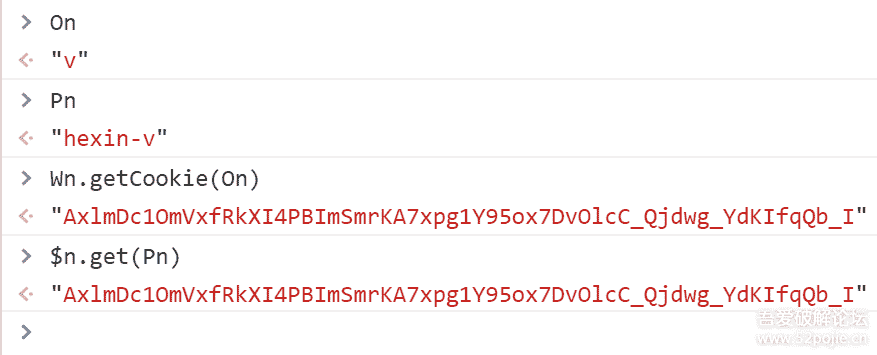 > On
"v"
> Pn
"hexin-v"
> Wn.getCookie(On)
"AxlmDc1OmVxfRkXI4PBImSmrKA7xpg1Y95ox7DvOlcC_Qjdwg_YdKIfqQb_I"
> $n.get(Pn)
"AxlmDc1OmVxfRkXI4PBImSmrKA7xpg1Y95ox7DvOlcC_Qjdwg_YdKIfqQb_I"
>
吾爱破解论坛
www.52pojie.cn